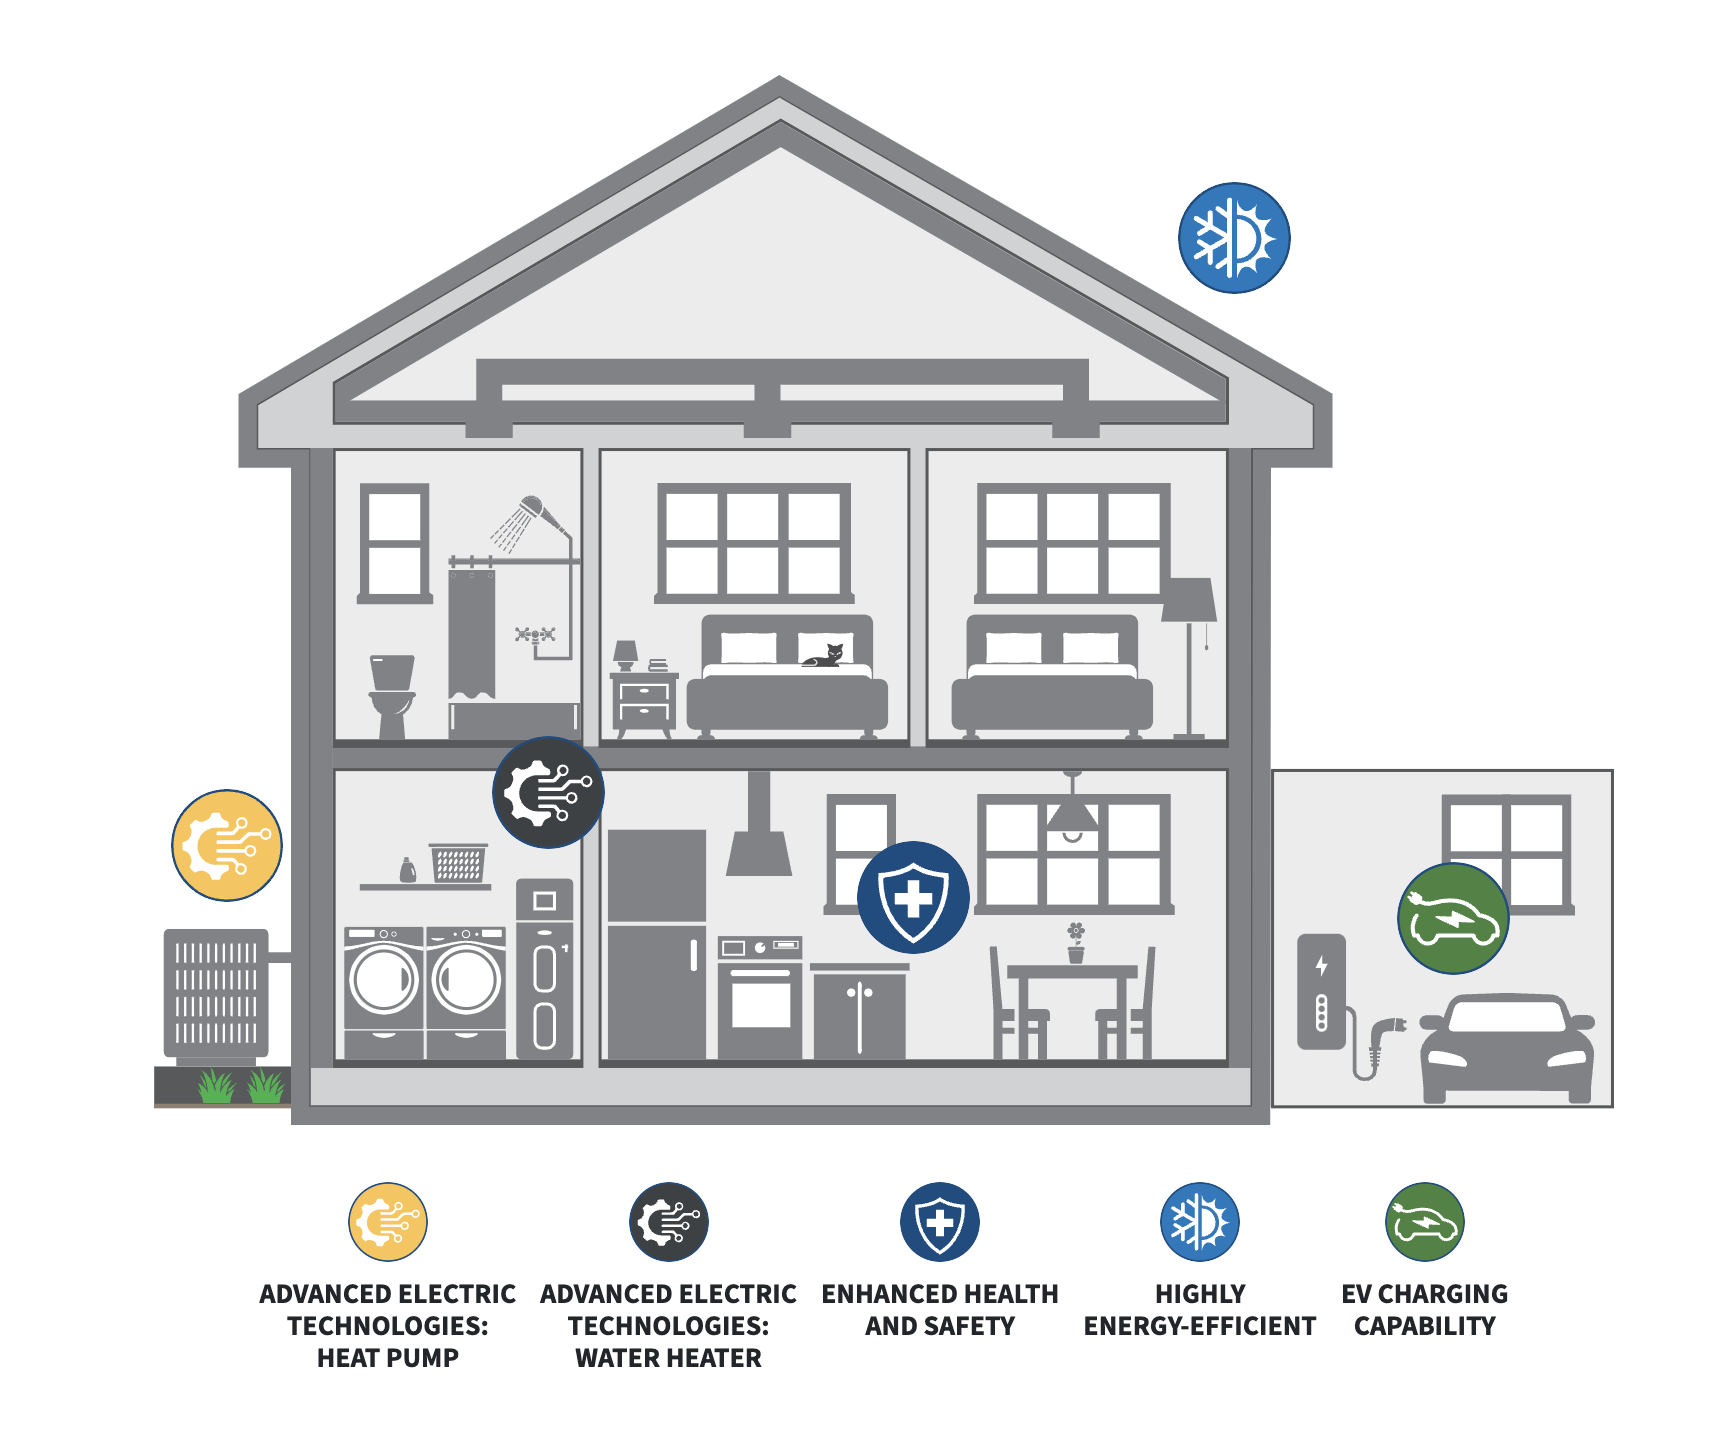 ADVANCED ELECTRIC
TECHNOLOGIES:
HEAT PUMP
ADVANCED ELECTRIC
TECHNOLOGIES:
WATER HEATER
ENHANCED HEALTH
AND SAFETY
HIGHLY
ENERGY-EFFICIENT
EV CHARGING
CAPABILITY